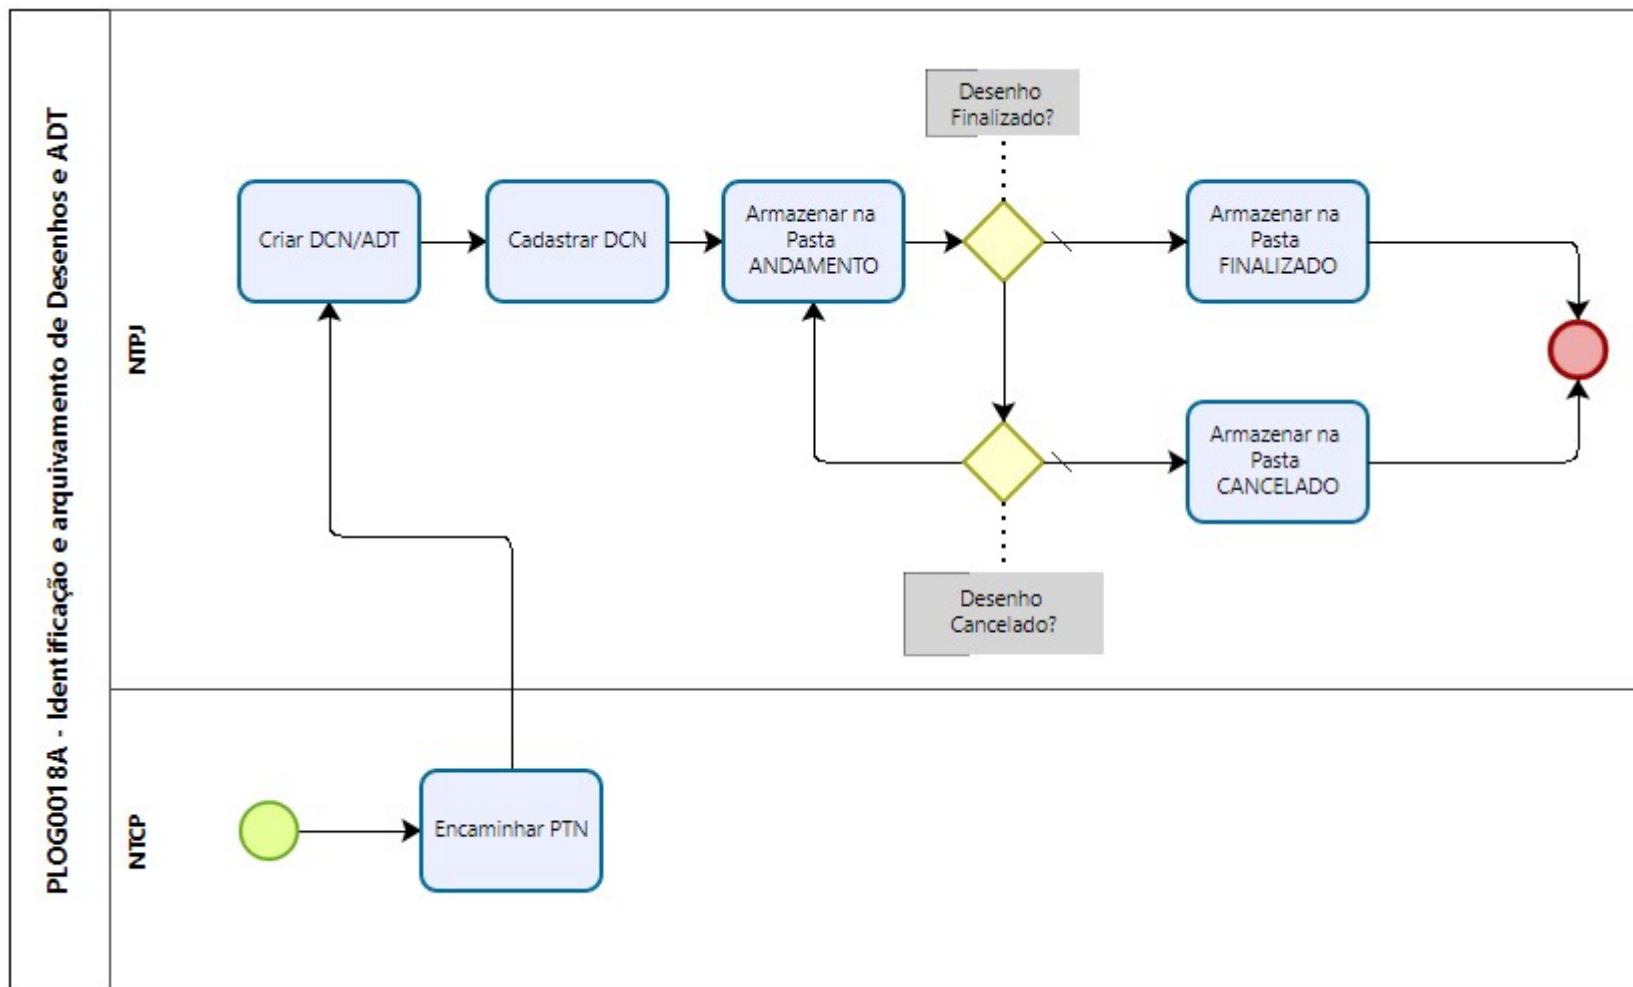 PLOG0018A - Identificação e arquivamento de Desenhos e ADT
NTPJ
Desenho
Finalizado?
Criar DCN/ADT
Cadastrar DCN
Armazenar na
Pasta
ANDAMENTO
Armazenar na
Pasta
FINALIZADO
Armazenar na
Pasta
CANCELADO
Desenho
Cancelado?
NTCP
Encaminhar PTN